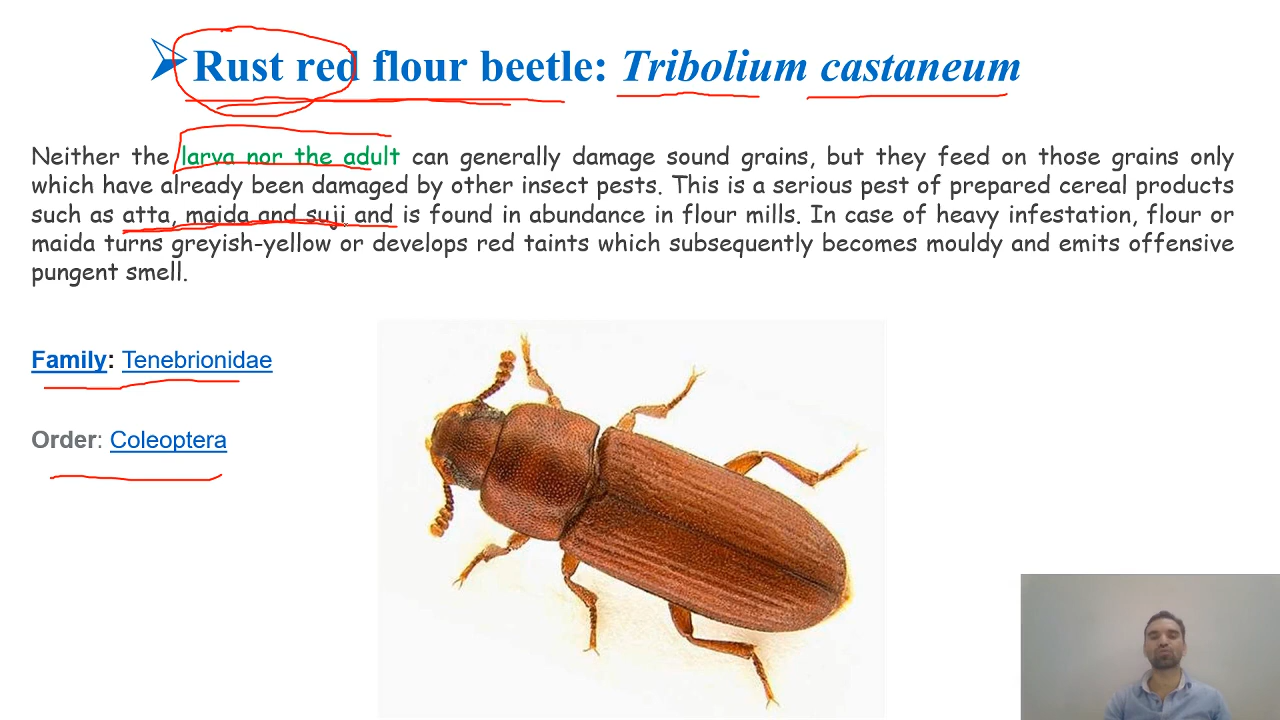 Rust red flour beetle: Tribolium castaneum
Neither the larva nor the adult can generally damage sound grains, but they feed on those grains only
which have already been damaged by other insect pests. This is a serious pest of prepared cereal products
such as atta, maida and suji and is found in abundance in flour mills. In case of heavy infestation, flour or
maida turns greyish-yellow or develops red taints which subsequently becomes mouldy and emits offensive
pungent smell.
Family: Tenebrionidae
Order: Coleoptera